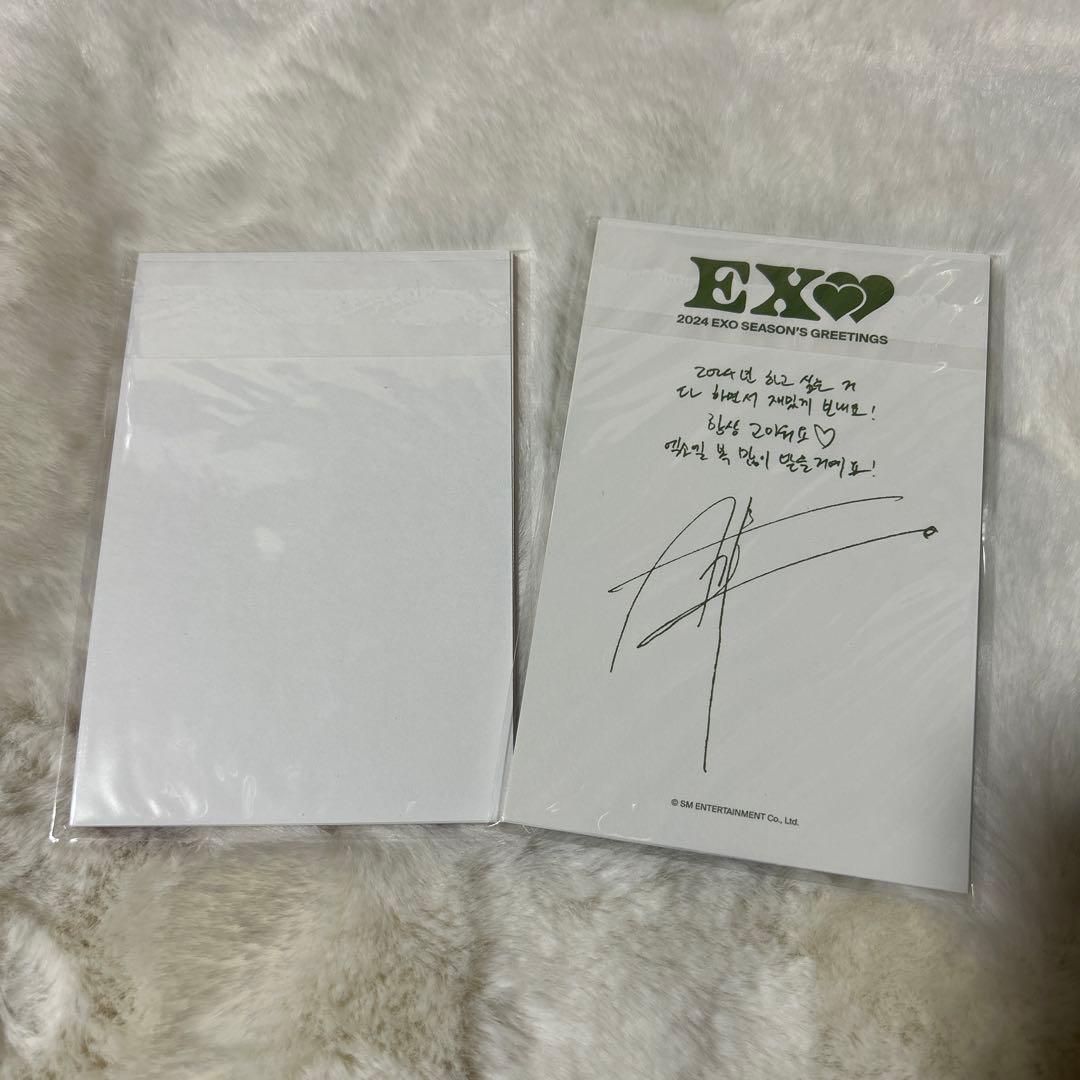 EXO
2024 EXO SEASON'S GREETINGS
2024년 하고 싶은 거
다 하면서 재밌게 보내요!
항상 고마워요♡
엑소엘 복 많이 받을거예요!
© SM ENTERTAINMENT Co., Ltd.